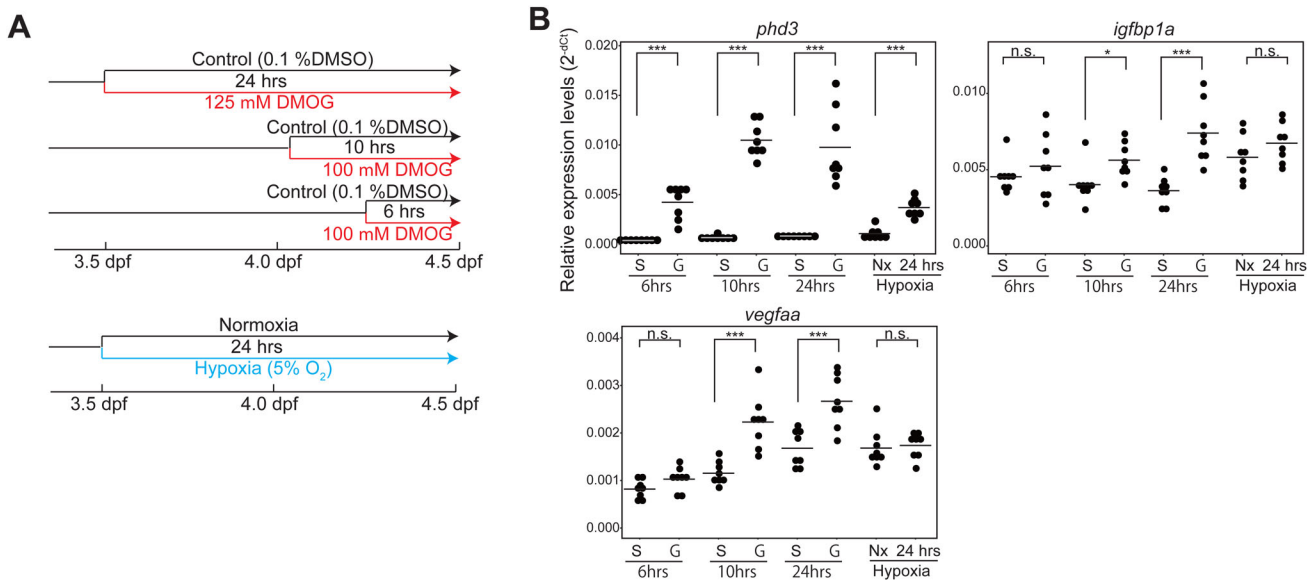 A
Control (0.1 %DMSO)
24 hrs
125 mM DMOG
Control (0.1 %DMSO)
10 hrs
100 mM DMOG
Control (0.1 %DMSO)
6 hrs
100 mM DMOG
3.5 dpf 4.0 dpf 4.5 dpf
Normoxia
24 hrs
Hypoxia (5% O₂)
3.5 dpf 4.0 dpf 4.5 dpf
B
Relative expression levels (2⁻ᵈᶜᵗ)
phd3
0.020
0.015
0.010
0.005
0.000
*** *** *** ***
S G S G S G Nx 24 hrs
6hrs 10hrs 24hrs Hypoxia
igfbp1a
0.010
0.005
0.000
n.s. * *** n.s.
S G S G S G Nx 24 hrs
6hrs 10hrs 24hrs Hypoxia
vegfaa
0.004
0.003
0.002
0.001
0.000
n.s. *** *** n.s.
S G S G S G Nx 24 hrs
6hrs 10hrs 24hrs Hypoxia